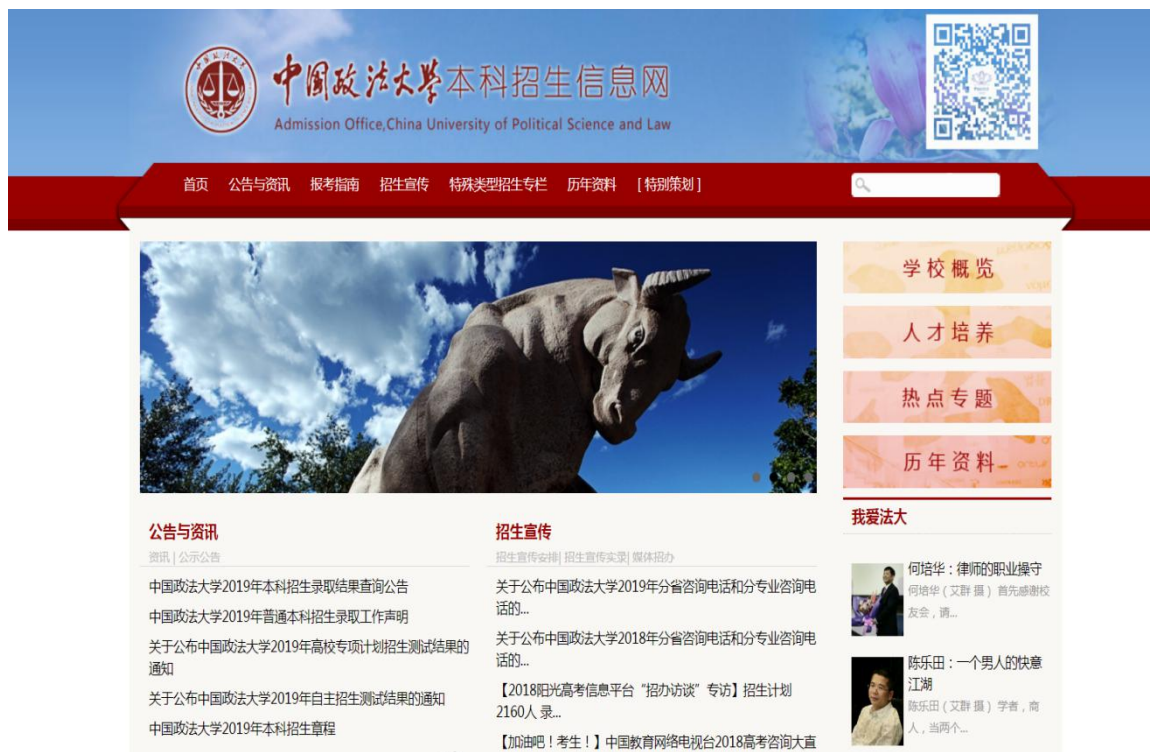 中国政法大学本科招生信息网
Admission Office,China University of Political Science and Law
首页 公告与资讯 报考指南 招生宣传 特殊类型招生专栏 历年资料 [ 特别策划 ]
学校概览
人才培养
热点专题
历年资料
公告与资讯
资讯 | 公示公告
中国政法大学2019年本科招生录取结果查询公告
中国政法大学2019年普通本科招生录取工作声明
关于公布中国政法大学2019年高校专项计划招生测试结果的
通知
关于公布中国政法大学2019年自主招生测试结果的通知
中国政法大学2019年本科招生章程
招生宣传
招生宣传安排| 招生宣传实录| 媒体招办
关于公布中国政法大学2019年分省咨询电话和分专业咨询电
话的...
关于公布中国政法大学2018年分省咨询电话和分专业咨询电
话的...
【2018阳光高考信息平台“招办访谈”专访】招生计划
2160人 录...
【加油吧！考生！】中国教育网络电视台2018高考咨询大直
我爱法大
何培华：律师的职业操守
何培华（艾群 摄） 首先感谢校
友会，请...
陈乐田：一个男人的快意
江湖
陈乐田（艾群 摄）学者，商
人，当两个...